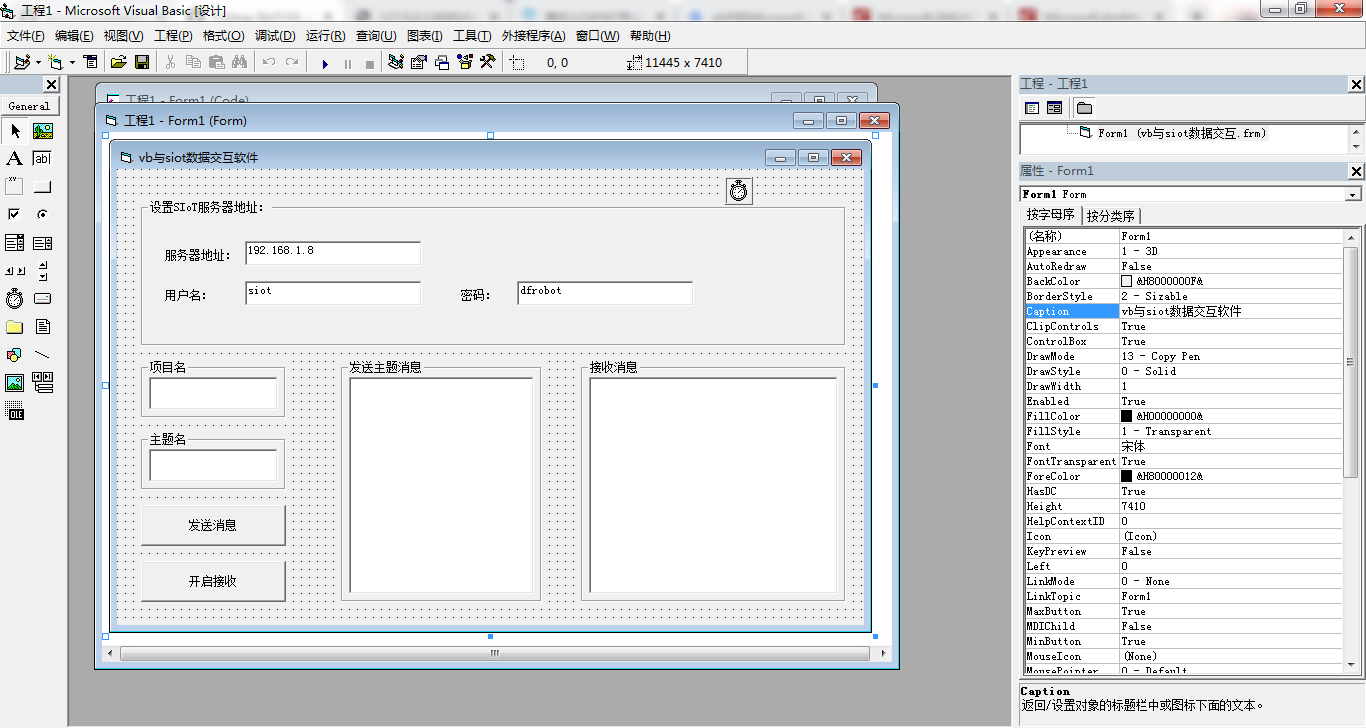 工程1 - Microsoft Visual Basic [设计]
文件(F) 编辑(E) 视图(V) 工程(P) 格式(O) 调试(D) 运行(R) 查询(U) 图表(I) 工具(T) 外接程序(A) 窗口(W) 帮助(H)
0, 0 11445 x 7410
General
工程1 - Form1 (Code)
工程1 - Form1 (Form)
vb与siot数据交互软件
设置SIoT服务器地址：
服务器地址： 192.168.1.8
用户名： siot 密码： dfrobot
项目名 发送主题消息 接收消息
主题名
发送消息
开启接收
A ab|
OLE
工程 - 工程1
Form1 (vb与siot数据交互.frm)
属性 - Form1
Form1 Form
按字母序 按分类序
(名称) Form1
Appearance 1 - 3D
AutoRedraw False
BackColor &H8000000F&
BorderStyle 2 - Sizable
Caption vb与siot数据交互软件
ClipControls True
ControlBox True
DrawMode 13 - Copy Pen
DrawStyle 0 - Solid
DrawWidth 1
Enabled True
FillColor &H00000000&
FillStyle 1 - Transparent
Font 宋体
FontTransparent True
ForeColor &H80000012&
HasDC True
Height 7410
HelpContextID 0
Icon (Icon)
KeyPreview False
Left 0
LinkMode 0 - None
LinkTopic Form1
MaxButton True
MDIChild False
MinButton True
MouseIcon (None)
MousePointer 0 - Default
Caption
返回/设置对象的标题栏中或图标下面的文本。